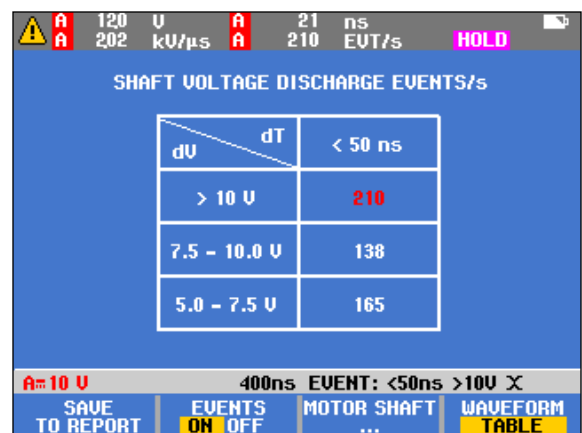 A 120 V A 21 ns
A 202 kV/µs A 210 EVT/s HOLD
SHAFT VOLTAGE DISCHARGE EVENTS/s
dV dT < 50 ns
> 10 V 210
7.5 - 10.0 V 138
5.0 - 7.5 V 165
A 10 V 400ns EVENT: <50ns >10V
SAVE TO REPORT EVENTS ON OFF MOTOR SHAFT ... WAVEFORM TABLE